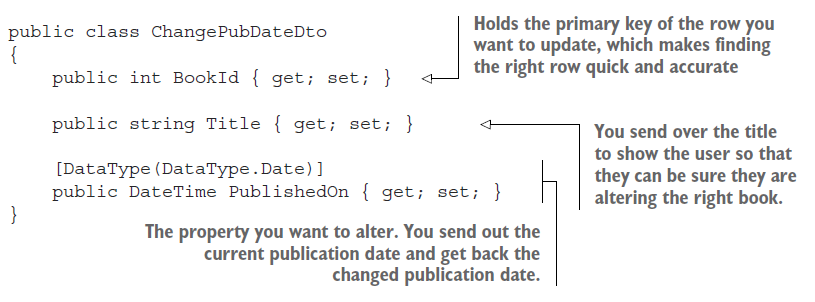 public class ChangePubDateDto
{
public int BookId { get; set; }
public string Title { get; set; }
[DataType(DataType.Date)]
public DateTime PublishedOn { get; set; }
}
Holds the primary key of the row you
want to update, which makes finding
the right row quick and accurate
You send over the title
to show the user so that
they can be sure they are
altering the right book.
The property you want to alter. You send out the
current publication date and get back the
changed publication date.